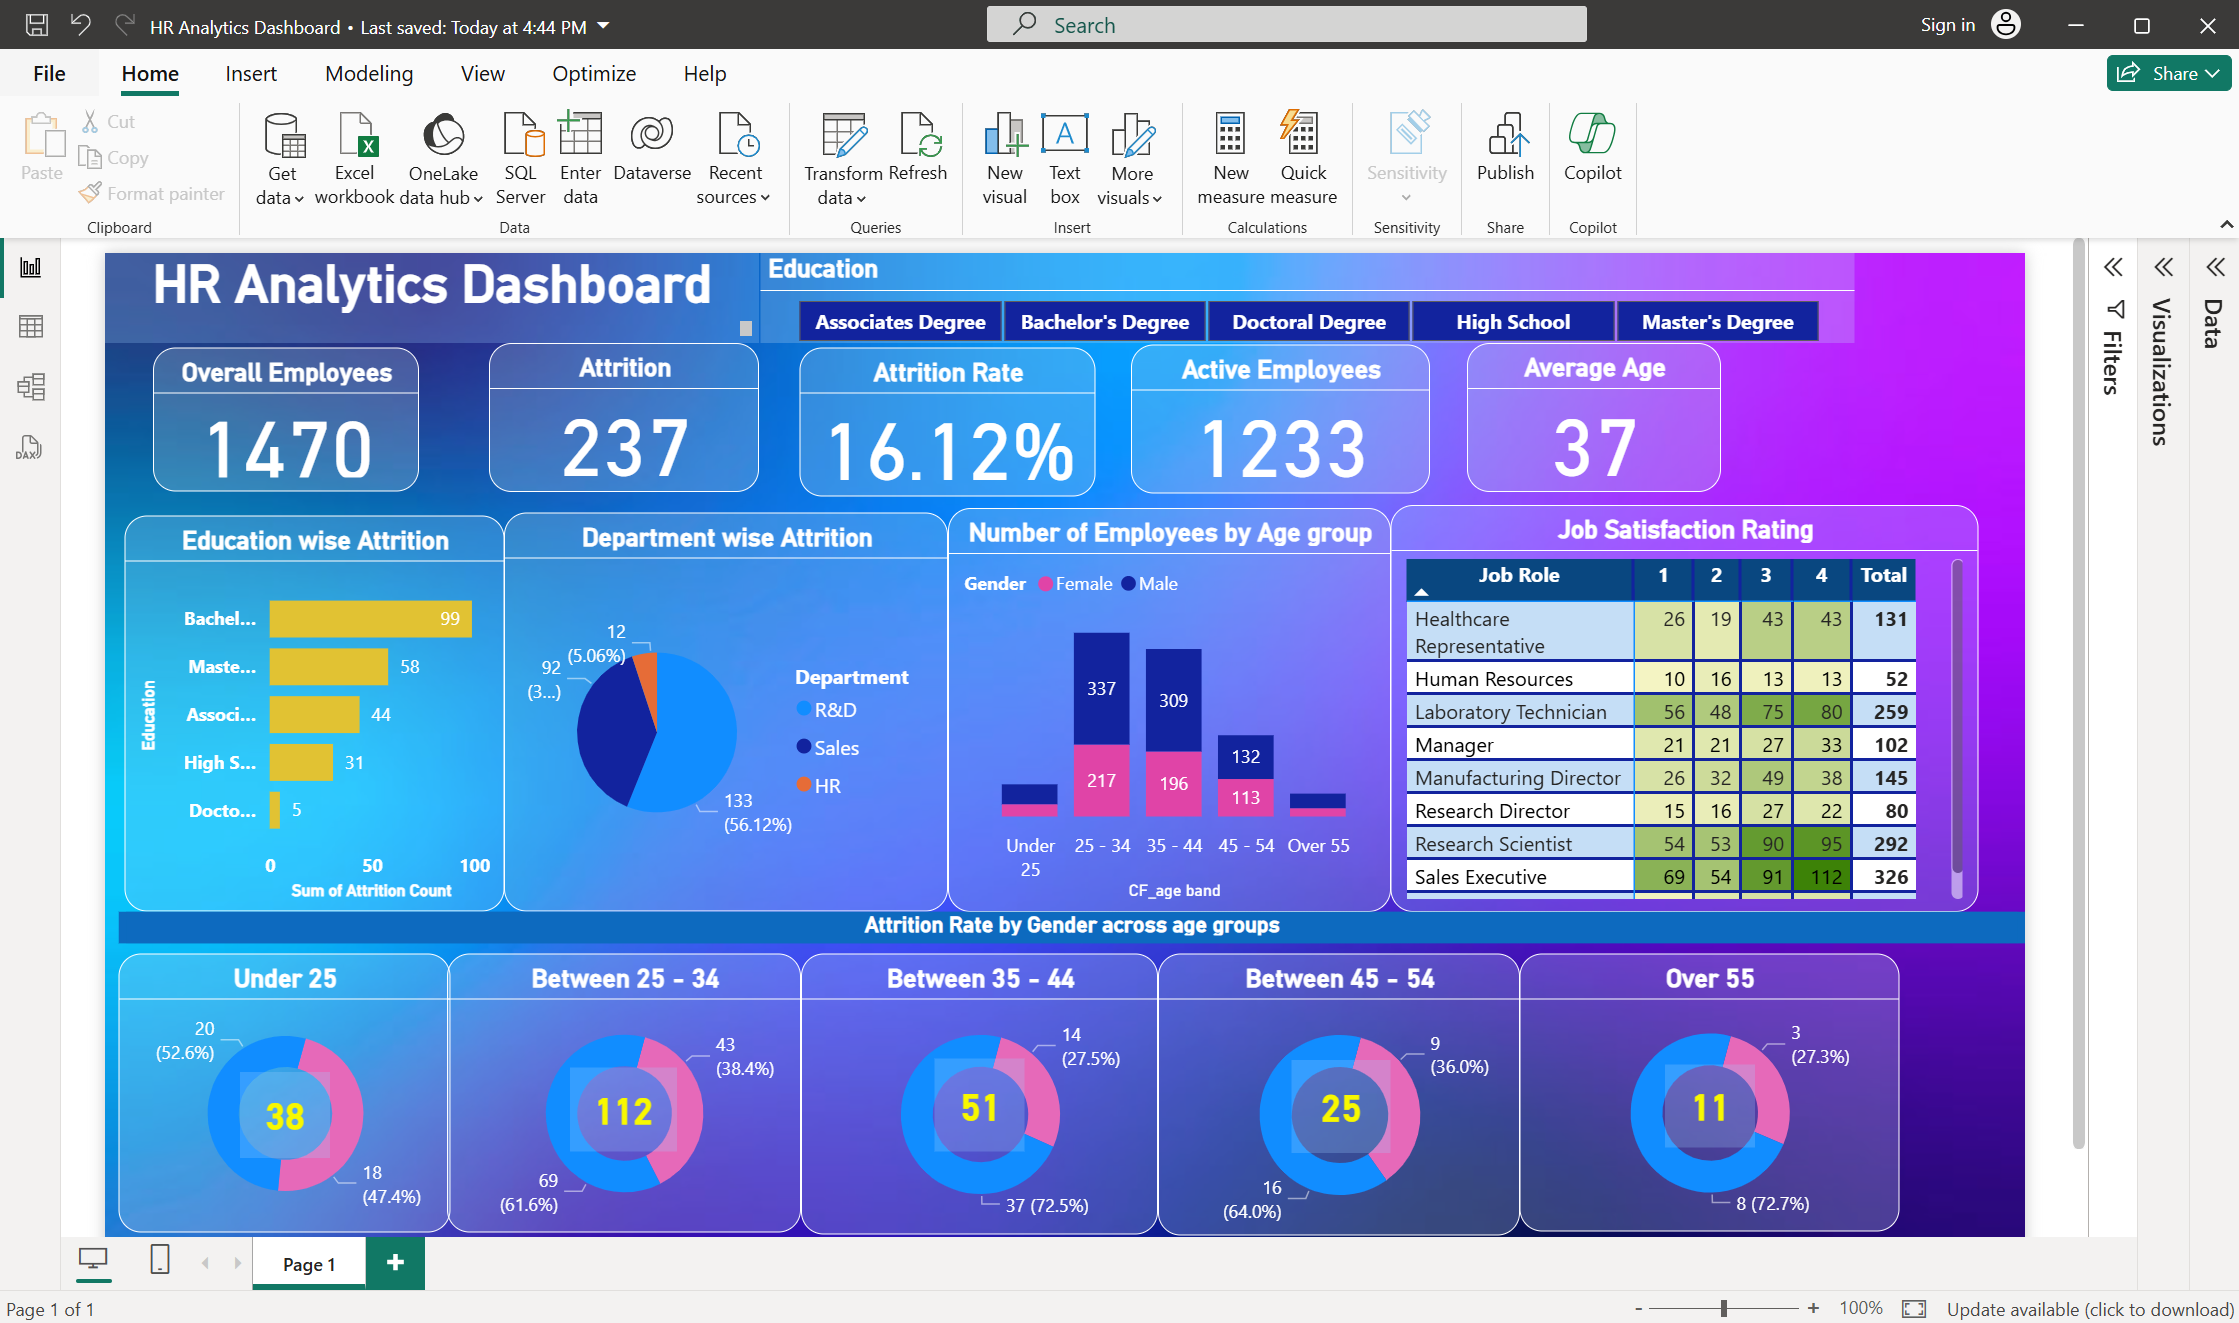 HR Analytics Dashboard • Last saved: Today at 4:44 PM
Search
Sign in
File
Home
Insert
Modeling
View
Optimize
Help
Share
Paste
Cut
Copy
Format painter
Clipboard
Get data
Excel workbook
OneLake data hub
SQL Server
Enter data
Dataverse
Recent sources
Data
Transform data
Refresh
Queries
New visual
A
Text box
More visuals
Insert
New measure
Quick measure
Calculations
Sensitivity
Sensitivity
Publish
Share
Copilot
Copilot
DAX
HR Analytics Dashboard
Education
Associates Degree
Bachelor's Degree
Doctoral Degree
High School
Master's Degree
Overall Employees
1470
Attrition
237
Attrition Rate
16.12%
Active Employees
1233
Average Age
37
Education wise Attrition
Education
Bachel... 99
Maste... 58
Associ... 44
High S... 31
Docto... 5
0 50 100
Sum of Attrition Count
Department wise Attrition
12
(5.06%)
92
(3...)
133
(56.12%)
Department
R&D
Sales
HR
Number of Employees by Age group
Gender Female Male
337 309 132
217 196 113
Under 25 25 - 34 35 - 44 45 - 54 Over 55
CF_age band
Job Satisfaction Rating
Job Role 1 2 3 4 Total
Healthcare Representative 26 19 43 43 131
Human Resources 10 16 13 13 52
Laboratory Technician 56 48 75 80 259
Manager 21 21 27 33 102
Manufacturing Director 26 32 49 38 145
Research Director 15 16 27 22 80
Research Scientist 54 53 90 95 292
Sales Executive 69 54 91 112 326
Attrition Rate by Gender across age groups
Under 25
20
(52.6%)
38
18
(47.4%)
Between 25 - 34
43
(38.4%)
112
69
(61.6%)
Between 35 - 44
14
(27.5%)
51
37 (72.5%)
Between 45 - 54
9
(36.0%)
25
16
(64.0%)
Over 55
3
(27.3%)
11
8 (72.7%)
Filters
Visualizations
Data
Page 1
Page 1 of 1
- + 100%
Update available (click to download)